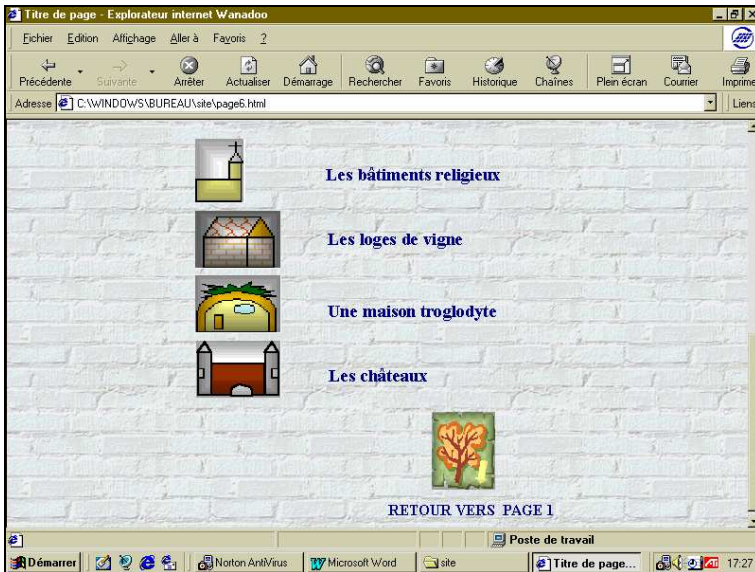 Titre de page - Explorateur internet Wanadoo
Fichier Edition Affichage Aller à Favoris ?
Précédente Suivante Arrêter Actualiser Démarrage Rechercher Favoris Historique Chaînes Plein écran Courrier Imprime
Adresse C:\WINDOWS\BUREAU\site\page6.html Liens
Les bâtiments religieux
Les loges de vigne
Une maison troglodyte
Les châteaux
RETOUR VERS PAGE 1
Poste de travail
Démarrer Norton AntiVirus Microsoft Word site Titre de page... 17:27